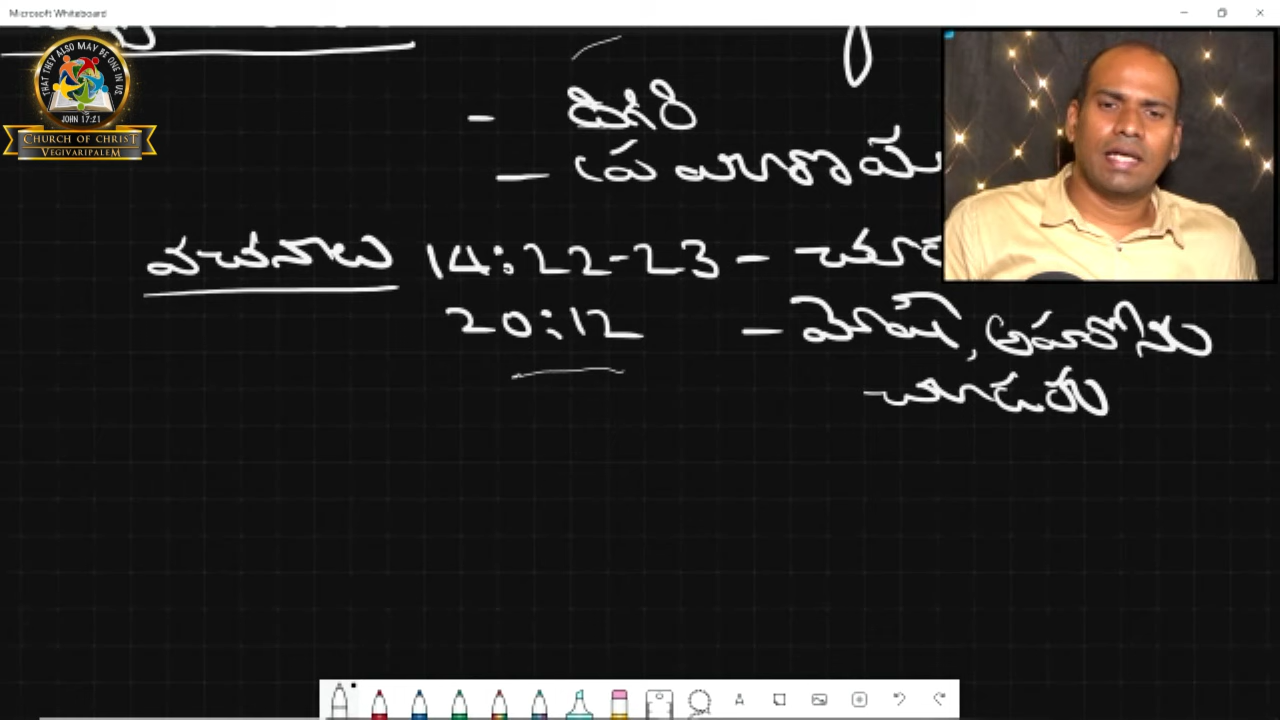 Microsoft Whiteboard
THAT THEY ALSO MAY BE ONE IN US
JOHN 17:21
CHURCH OF CHRIST
VEGIVARIPALEM
-
- ప్రయాణాము
వచనాలు 14:22-23 -
20:12 - మోషే, అహరోనులు
చూడరు